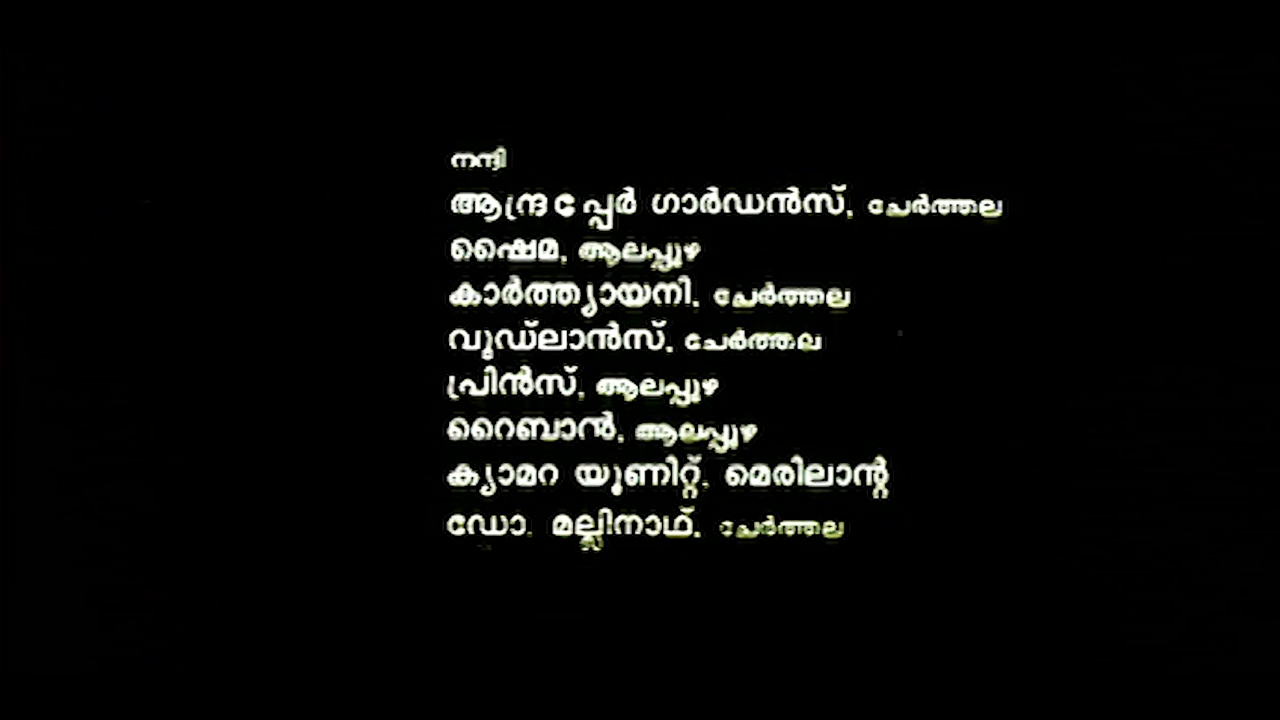 നന്ദി
ആന്ദ്രപ്പേർ ഗാർഡൻസ്, ചേർത്തല
ഷൈമ, ആലപ്പുഴ
കാർത്ത്യായനി, ചേർത്തല
വുഡ്‌ലാൻസ്, ചേർത്തല
പ്രിൻസ്, ആലപ്പുഴ
റൈബാൻ, ആലപ്പുഴ
ക്യാമറ യൂണിറ്റ്, മെരിലാന്റ്
ഡോ. മല്ലിനാഥ്, ചേർത്തല